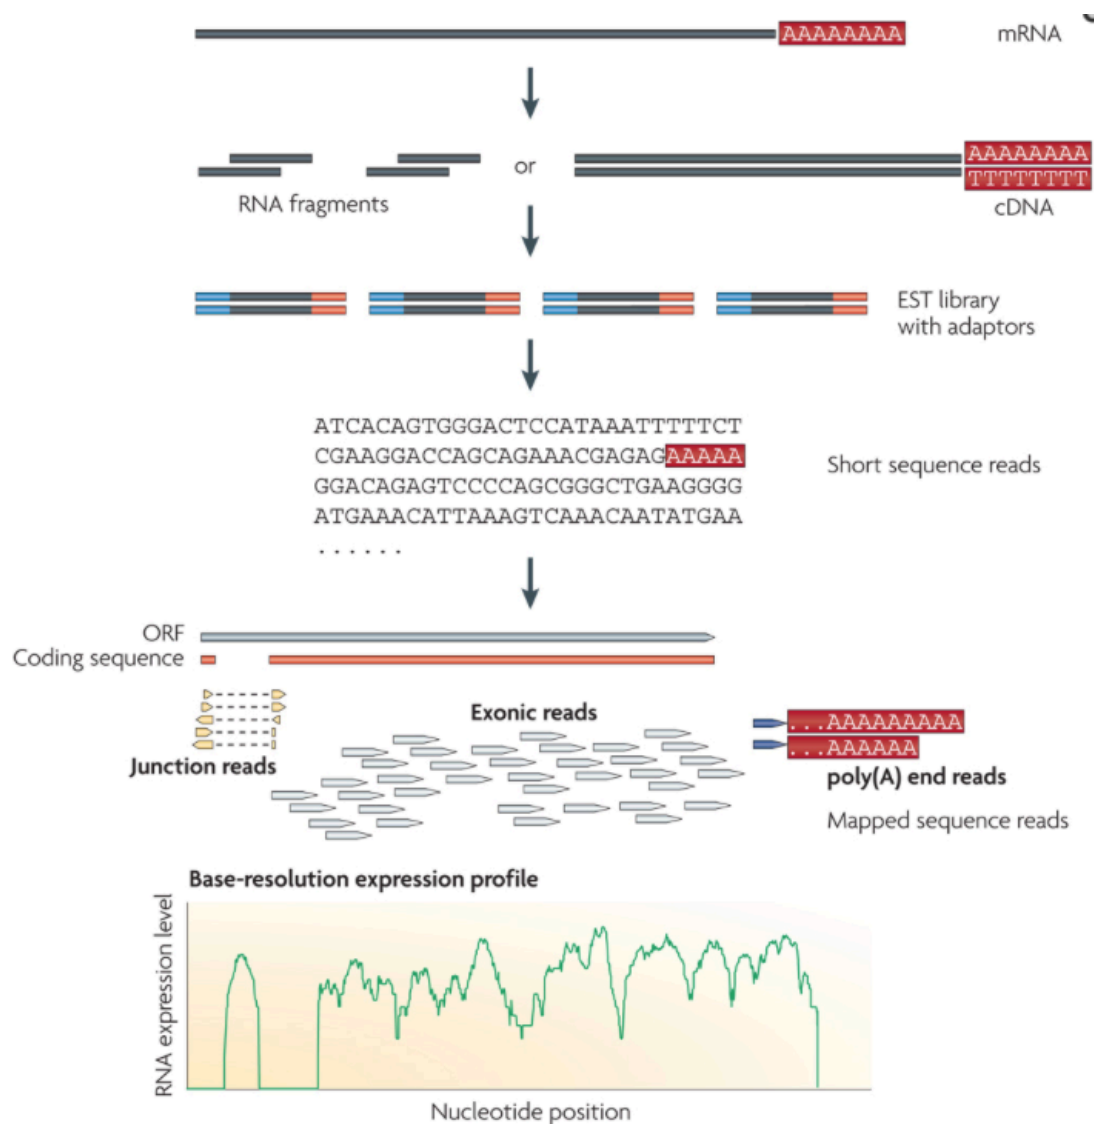 AAAAAAAA mRNA
or
AAAAAAAA
TTTTTTTT
RNA fragments
cDNA
EST library
with adaptors
ATCACAGTGGGACTCCATAAATTTTTCT
CGAAGGACCAGCAGAAACGAGAGAAAAA
GGACAGAGTCCCCAGCGGGCTGAAGGGG
ATGAAACATTAAAGTCAAACAATATGAA
. . . . . .
Short sequence reads
ORF
Coding sequence
Junction reads
Exonic reads
...AAAAAAAAA
...AAAAAA
poly(A) end reads
Mapped sequence reads
Base-resolution expression profile
RNA expression level
Nucleotide position